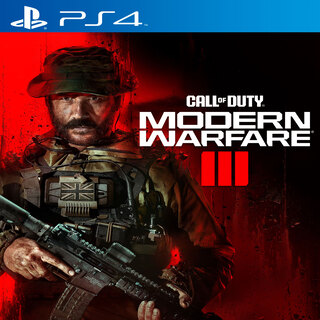 PS4
CALL OF DUTY
MODERN
WARFARE
III